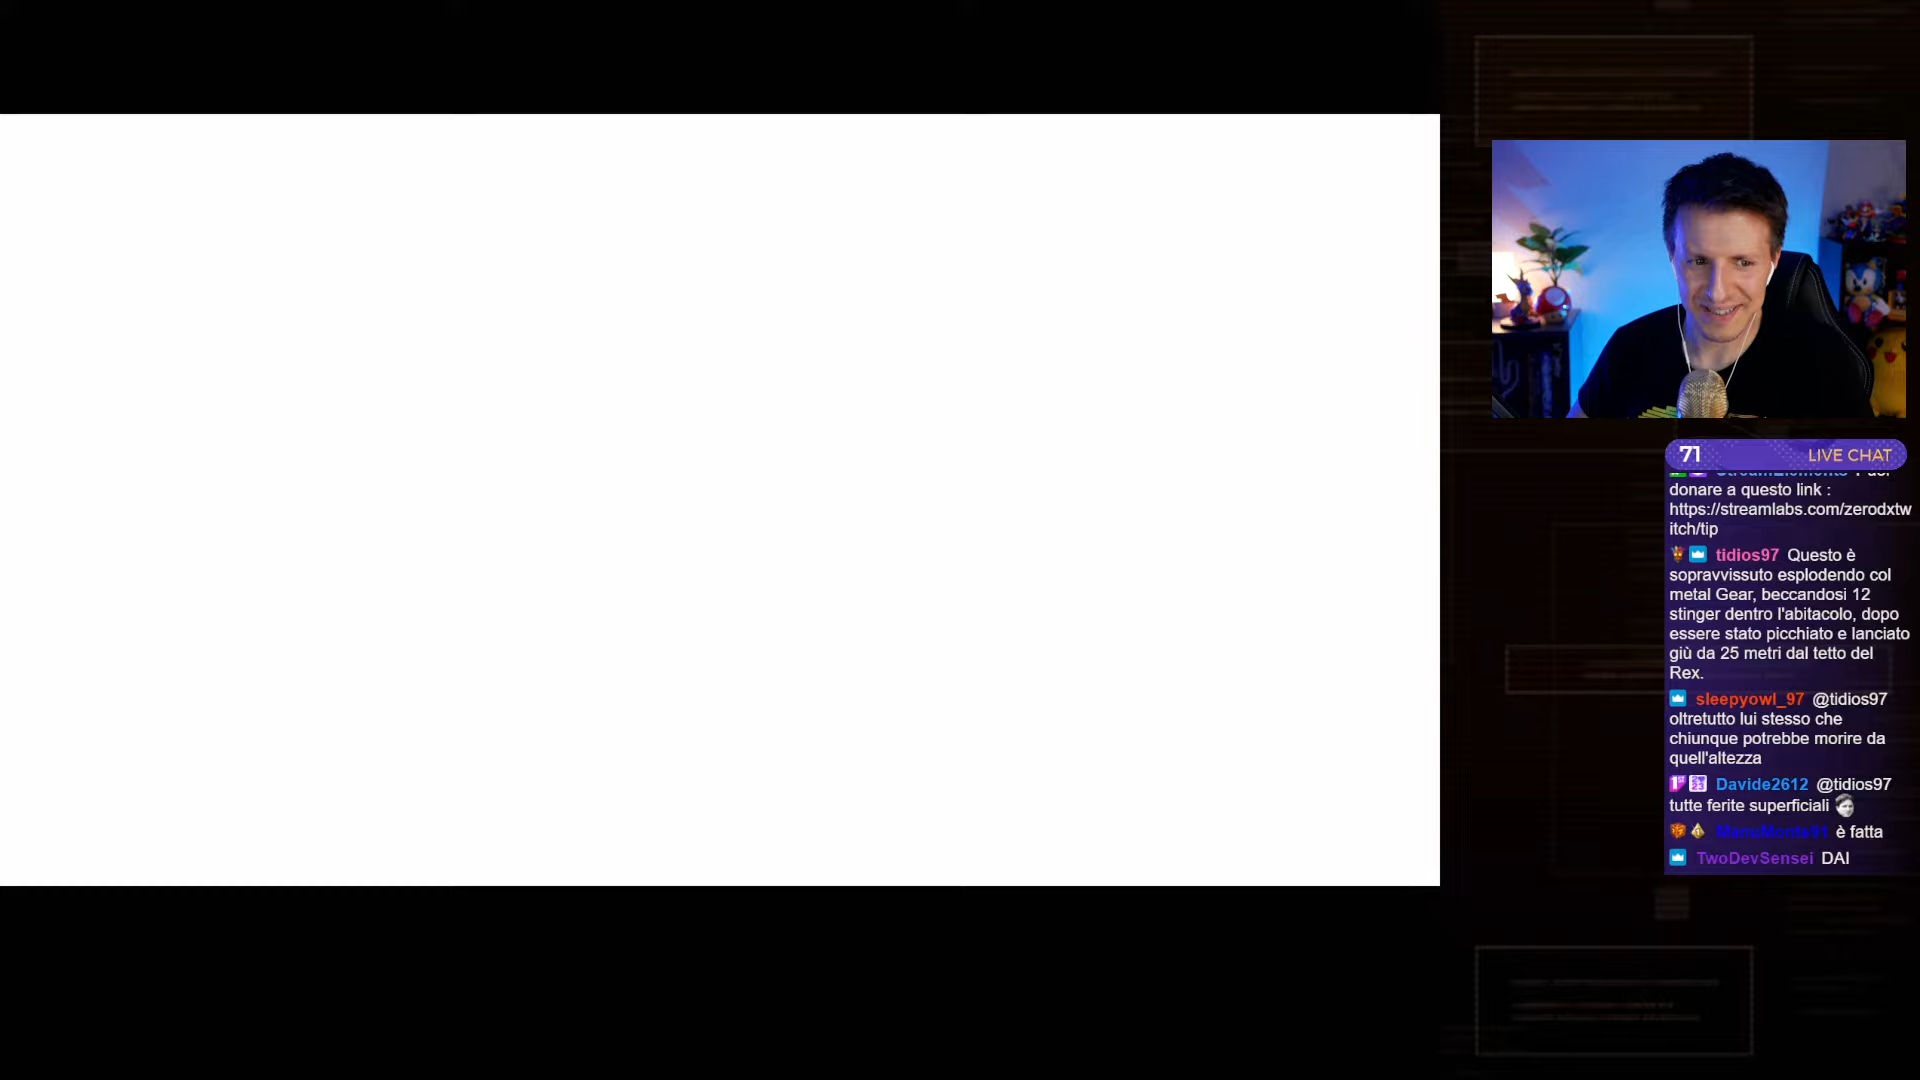 71 LIVE CHAT
donare a questo link :
https://streamlabs.com/zerodxtw
itch/tip
tidios97 Questo è
sopravvissuto esplodendo col
metal Gear, beccandosi 12
stinger dentro l'abitacolo, dopo
essere stato picchiato e lanciato
giù da 25 metri dal tetto del
Rex.
sleepyowl_97 @tidios97
oltretutto lui stesso che
chiunque potrebbe morire da
quell'altezza
Davide2612 @tidios97
tutte ferite superficiali
ManuMonte91 è fatta
TwoDevSensei DAI